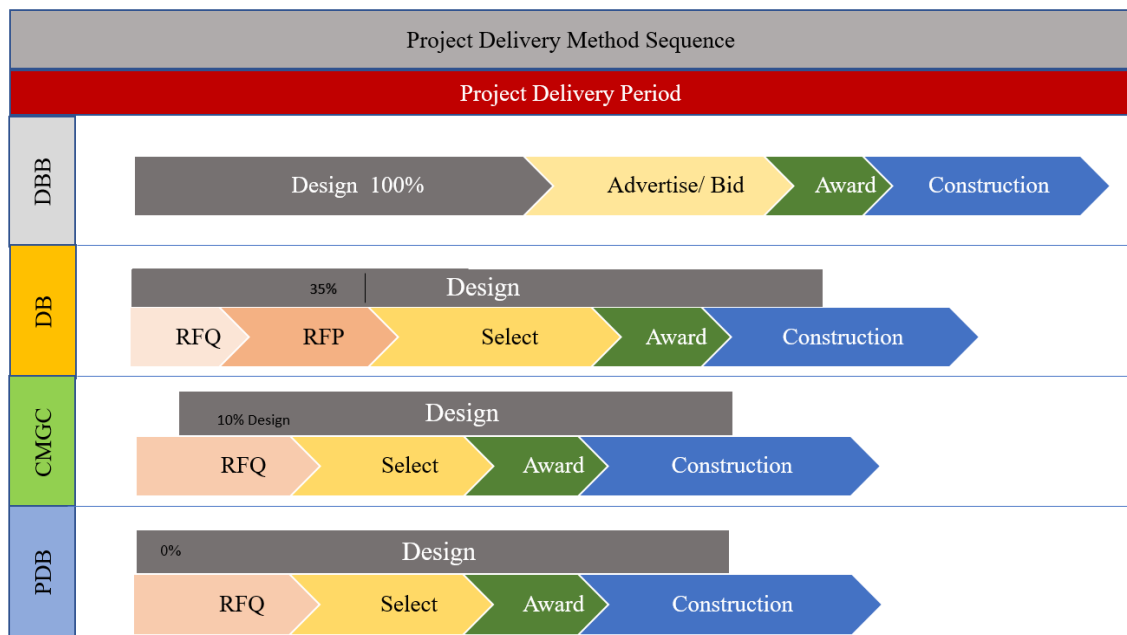 Project Delivery Method Sequence
Project Delivery Period
DBB
Design 100%
Advertise/ Bid
Award
Construction
DB
35%
Design
RFQ
RFP
Select
Award
Construction
CMGC
10% Design
Design
RFQ
Select
Award
Construction
PDB
0%
Design
RFQ
Select
Award
Construction